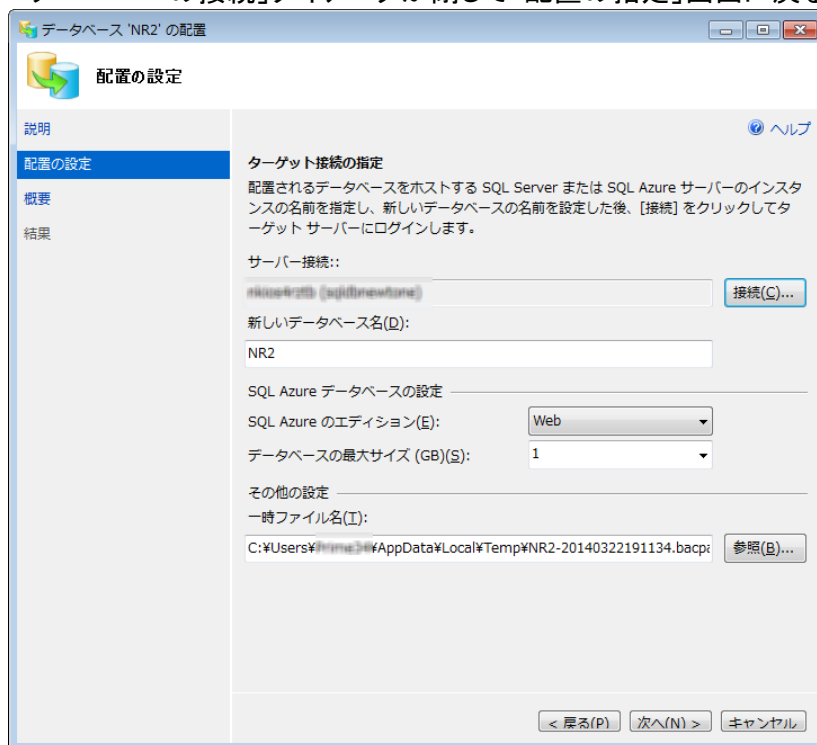 データベース 'NR2' の配置
配置の設定
説明
配置の設定
概要
結果
ヘルプ
ターゲット接続の指定
配置されるデータベースをホストする SQL Server または SQL Azure サーバーのインスタ
ンスの名前を指定し、新しいデータベースの名前を設定した後、[接続] をクリックしてタ
ーゲット サーバーにログインします。
サーバー接続::
接続(C)...
新しいデータベース名(D):
NR2
SQL Azure データベースの設定
SQL Azure のエディション(E):
Web
データベースの最大サイズ (GB)(S):
1
その他の設定
一時ファイル名(T):
C:¥Users¥ ¥AppData¥Local¥Temp¥NR2-20140322191134.bacpa
参照(B)...
< 戻る(P)
次へ(N) >
キャンセル